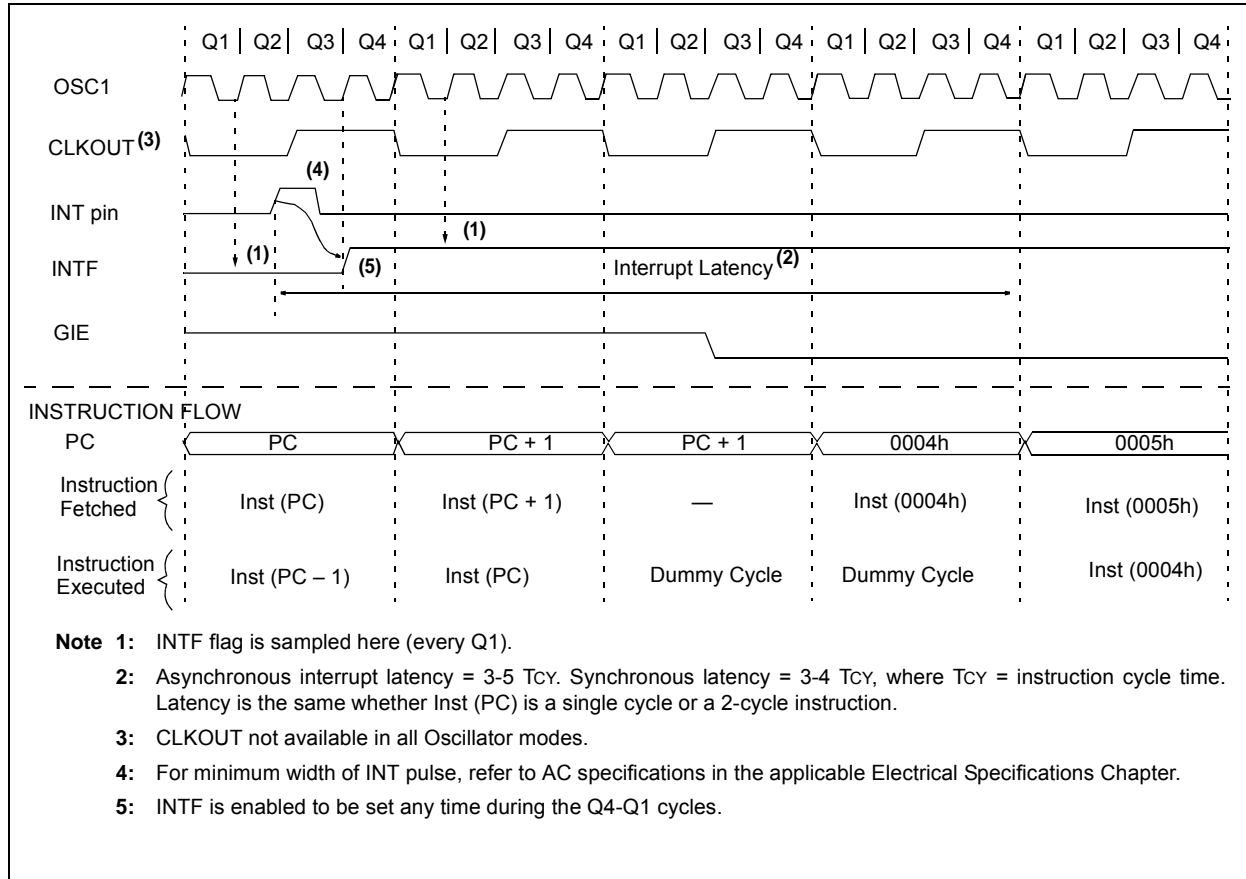 Q1 | Q2 | Q3 | Q4 Q1 | Q2 | Q3 | Q4 Q1 | Q2 | Q3 | Q4 Q1 | Q2 | Q3 | Q4 Q1 | Q2 | Q3 | Q4
OSC1
CLKOUT (3)
(4)
INT pin
(1) (1)
INTF (5) Interrupt Latency (2)
GIE
INSTRUCTION FLOW
PC PC PC + 1 PC + 1 0004h 0005h
Instruction Fetched Inst (PC) Inst (PC + 1) — Inst (0004h) Inst (0005h)
Instruction Executed Inst (PC – 1) Inst (PC) Dummy Cycle Dummy Cycle Inst (0004h)
Note 1: INTF flag is sampled here (every Q1).
2: Asynchronous interrupt latency = 3-5 TCY. Synchronous latency = 3-4 TCY, where TCY = instruction cycle time.
Latency is the same whether Inst (PC) is a single cycle or a 2-cycle instruction.
3: CLKOUT not available in all Oscillator modes.
4: For minimum width of INT pulse, refer to AC specifications in the applicable Electrical Specifications Chapter.
5: INTF is enabled to be set any time during the Q4-Q1 cycles.